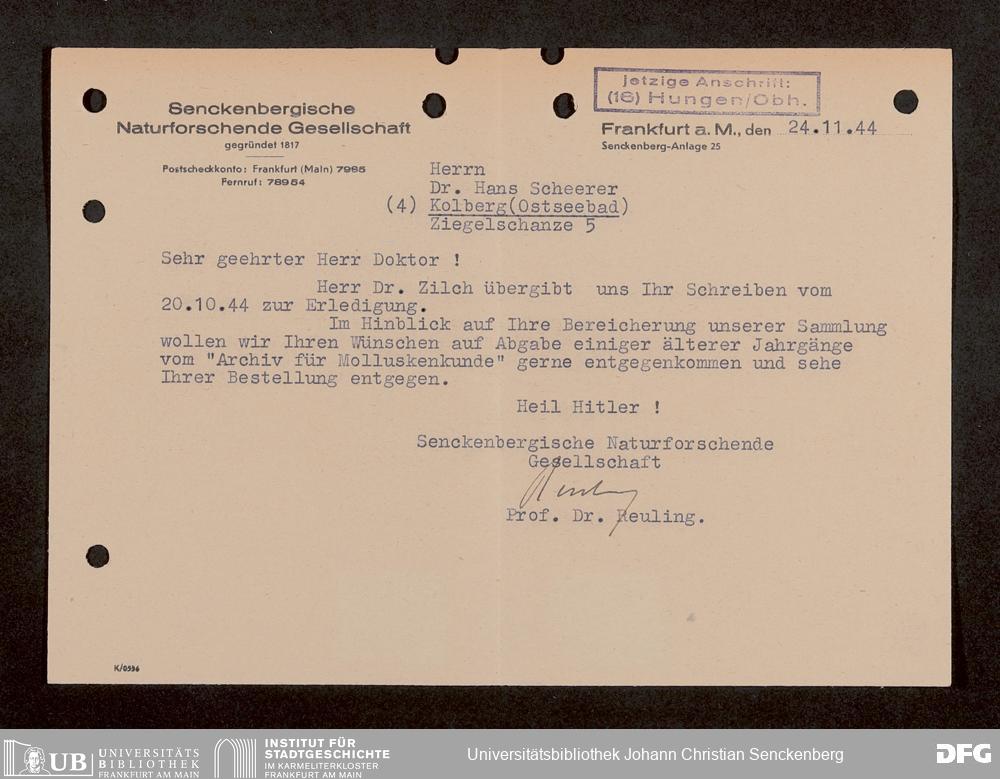 jetzige Anschrift:
(16) Hungen/Obh.
Senckenbergische
Naturforschende Gesellschaft
gegründet 1817
Postscheckkonto: Frankfurt (Main) 7985
Fernruf: 78954
Frankfurt a. M., den 24.11.44
Senckenberg-Anlage 25
Herrn
Dr. Hans Scheerer
(4) Kolberg(Ostseebad)
Ziegelschanze 5
Sehr geehrter Herr Doktor !
Herr Dr. Zilch übergibt uns Ihr Schreiben vom
20.10.44 zur Erledigung.
Im Hinblick auf Ihre Bereicherung unserer Sammlung
wollen wir Ihren Wünschen auf Abgabe einiger älterer Jahrgänge
vom "Archiv für Molluskenkunde" gerne entgegenkommen und sehe
Ihrer Bestellung entgegen.
Heil Hitler !
Senckenbergische Naturforschende
Gesellschaft
Reuling
Prof. Dr. Reuling.
K/0536
UB UNIVERSITÄTS
BIBLIOTHEK
FRANKFURT AM MAIN
INSTITUT FÜR
STADTGESCHICHTE
IM KARMELITERKLOSTER
FRANKFURT AM MAIN
Universitätsbibliothek Johann Christian Senckenberg
DFG